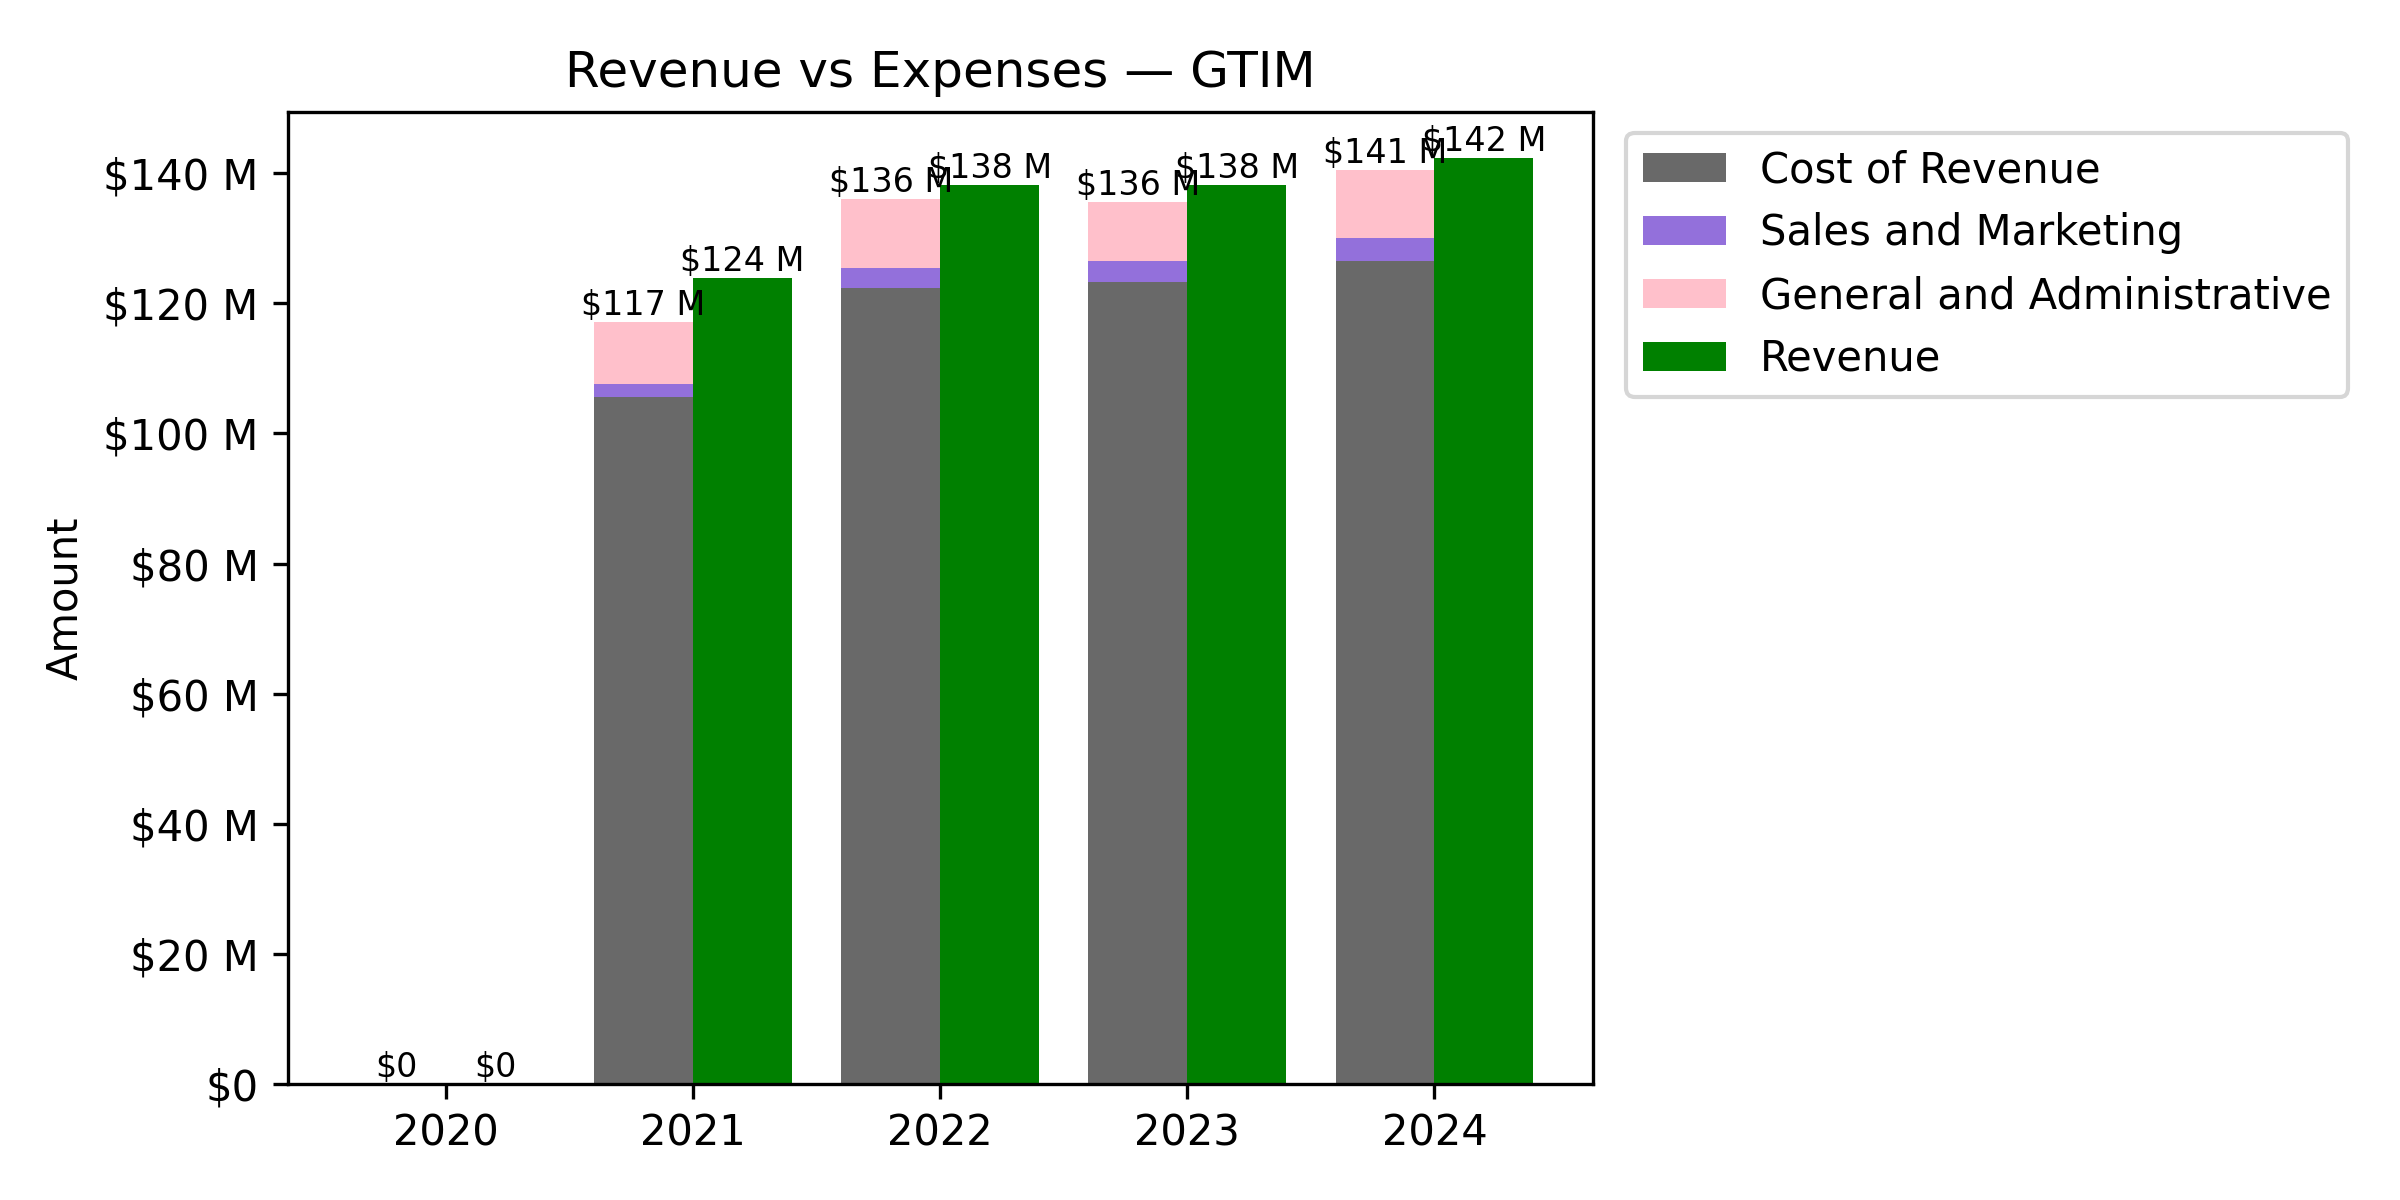 Revenue vs Expenses — GTIM
Amount
$140 M
$120 M
$100 M
$80 M
$60 M
$40 M
$20 M
$0
$0 $0
$117 M $124 M
$136 M $138 M
$136 M $138 M
$141 M $142 M
2020 2021 2022 2023 2024
Cost of Revenue
Sales and Marketing
General and Administrative
Revenue